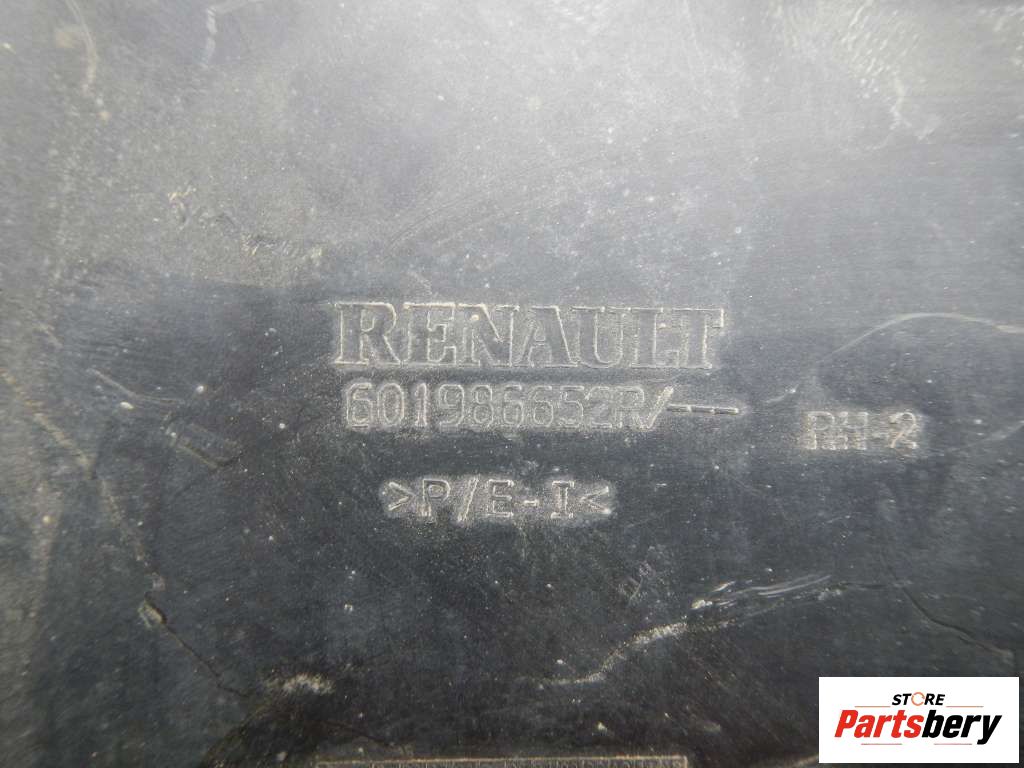 RENAULT
601986652R/---
RH-2
>P/E-I<
STORE
Partsbery